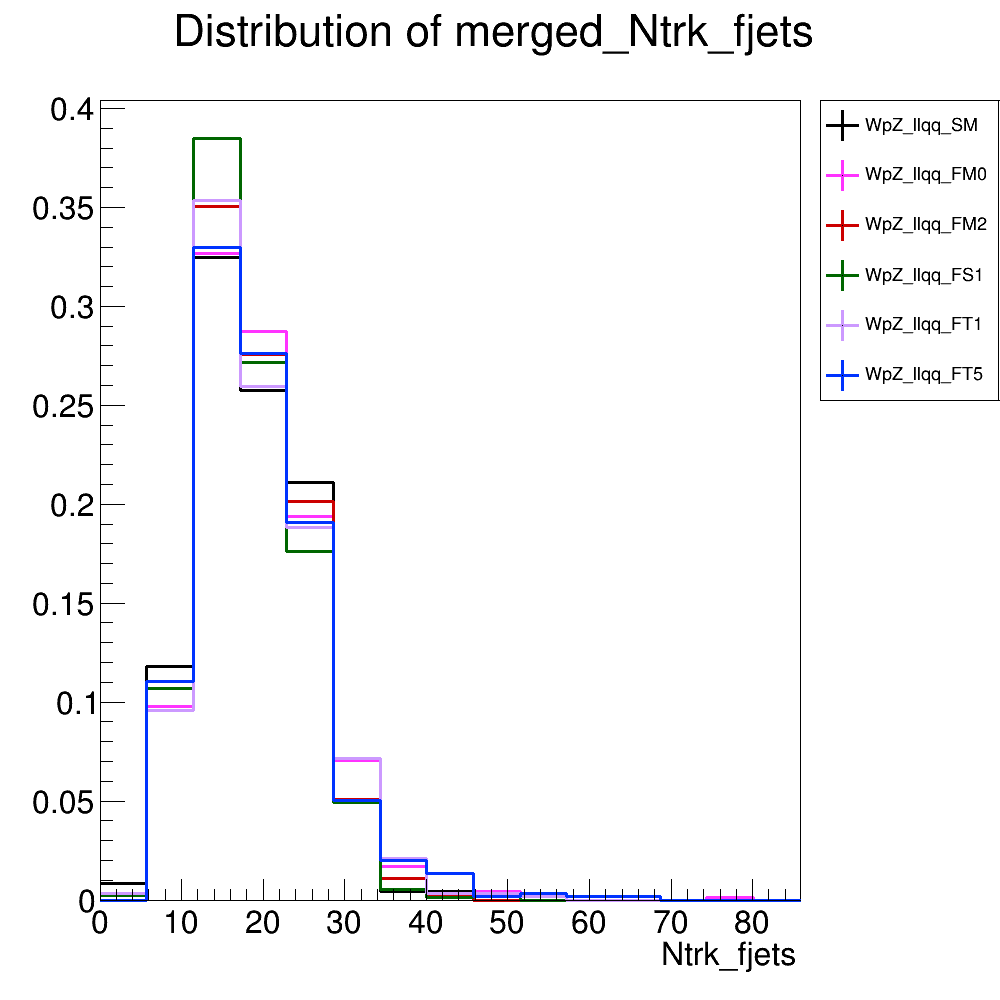 Distribution of merged_Ntrk_fjets
0.4
0.35
0.3
0.25
0.2
0.15
0.1
0.05
0
0 10 20 30 40 50 60 70 80
Ntrk_fjets
WpZ_llqq_SM
WpZ_llqq_FM0
WpZ_llqq_FM2
WpZ_llqq_FS1
WpZ_llqq_FT1
WpZ_llqq_FT5